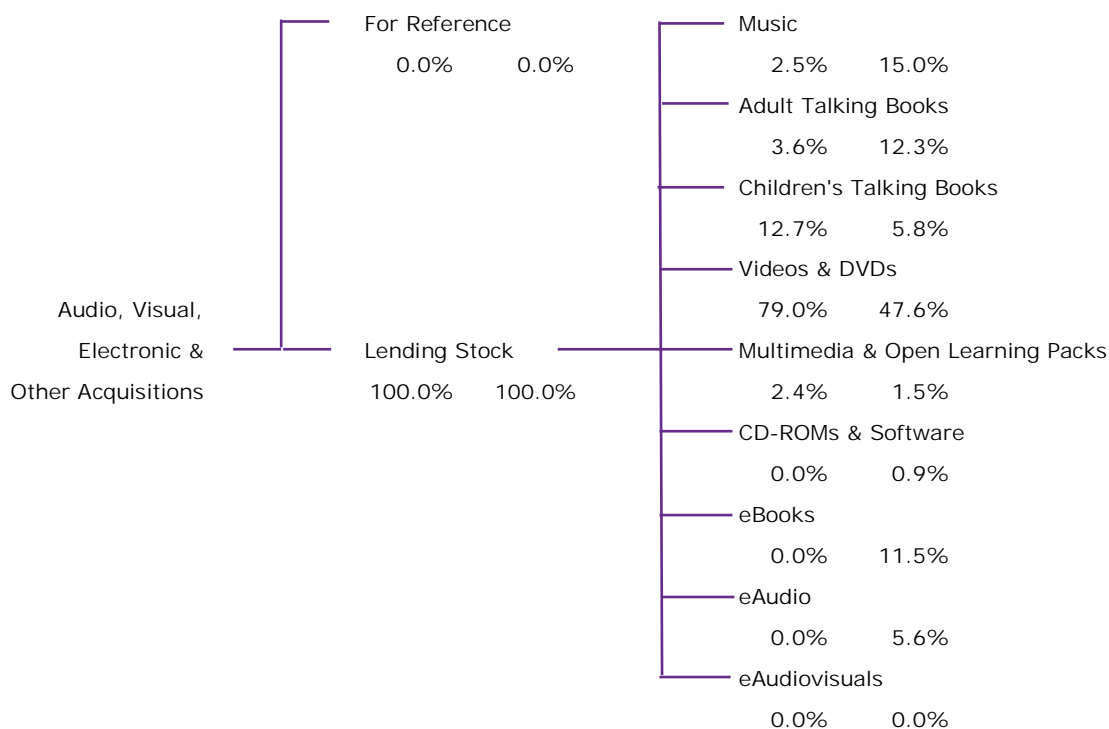 For Reference
0.0% 0.0%
Audio, Visual,
Electronic &
Other Acquisitions
Lending Stock
100.0% 100.0%
Music
2.5% 15.0%
Adult Talking Books
3.6% 12.3%
Children's Talking Books
12.7% 5.8%
Videos & DVDs
79.0% 47.6%
Multimedia & Open Learning Packs
2.4% 1.5%
CD-ROMs & Software
0.0% 0.9%
eBooks
0.0% 11.5%
eAudio
0.0% 5.6%
eAudiovisuals
0.0% 0.0%